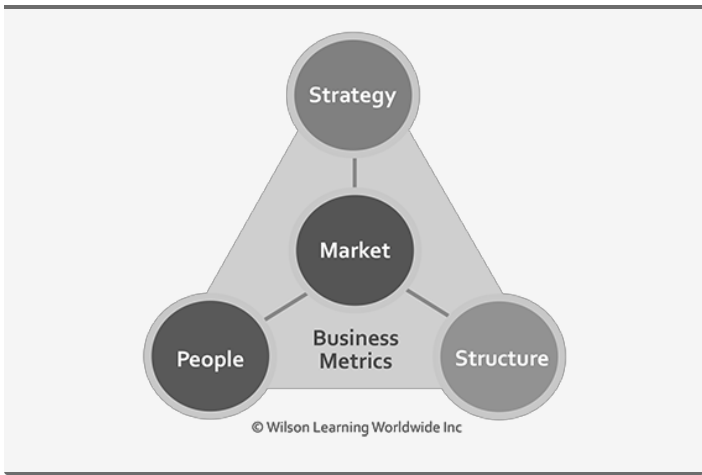 Strategy
Market
Business
Metrics
People
Structure
© Wilson Learning Worldwide Inc